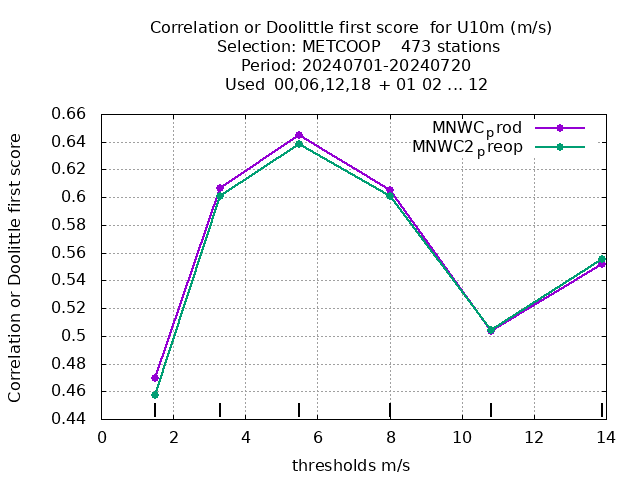 Correlation or Doolittle first score  for U10m (m/s)
Selection: METCOOP    473 stations
Period: 20240701-20240720
Used  00,06,12,18 + 01 02 ... 12
MNWC_prod
MNWC2_preop
Correlation or Doolittle first score
0.66
0.64
0.62
0.6
0.58
0.56
0.54
0.52
0.5
0.48
0.46
0.44
0 2 4 6 8 10 12 14
thresholds m/s